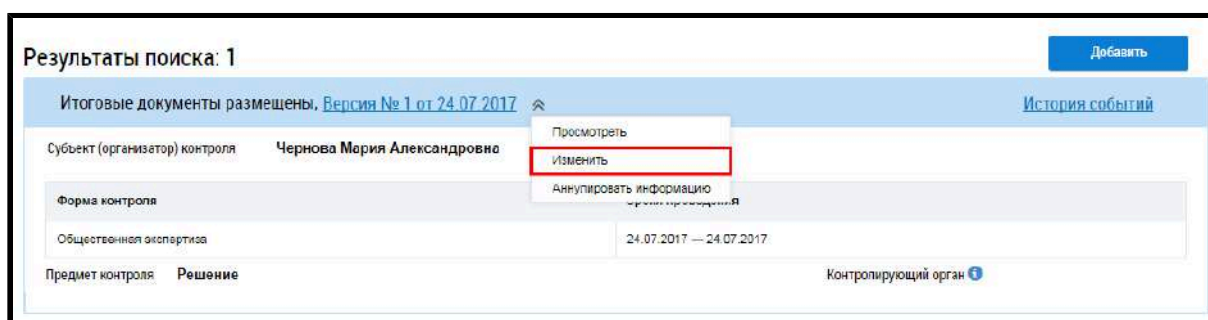 Результаты поиска: 1
Добавить
Итоговые документы размещены, Версия № 1 от 24.07.2017
История событий
Просмотреть
Субъект (организатор) контроля Чернова Мария Александровна
Изменить
Аннулировать информацию
Форма контроля
Общественная экспертиза 24.07.2017 — 24.07.2017
Предмет контроля Решение Контролирующий орган